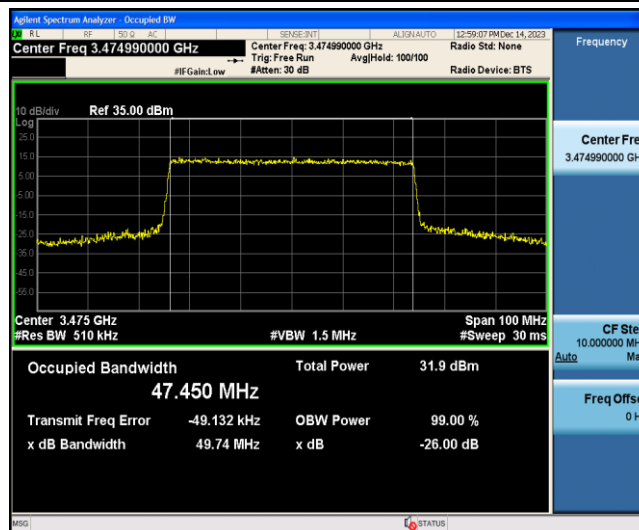 Agilent Spectrum Analyzer - Occupied BW
RL RF 50 Ω AC SENSE:INT ALIGN AUTO 12:59:07 PM Dec 14, 2023
Center Freq 3.474990000 GHz
Center Freq: 3.474990000 GHz
Radio Std: None
Trig: Free Run Avg|Hold: 100/100
#IFGain:Low #Atten: 30 dB Radio Device: BTS
Frequency
10 dB/div Ref 35.00 dBm
Log
25.0
15.0
5.00
-5.00
-15.0
-25.0
-35.0
-45.0
-55.0
Center 3.475 GHz Span 100 MHz
#Res BW 510 kHz #VBW 1.5 MHz #Sweep 30 ms
Occupied Bandwidth Total Power 31.9 dBm
47.450 MHz
Transmit Freq Error -49.132 kHz OBW Power 99.00 %
x dB Bandwidth 49.74 MHz x dB -26.00 dB
Center Fre
3.474990000 GH
CF Ste
10.000000 MH
Auto Ma
Freq Offse
0 H
MSG STATUS